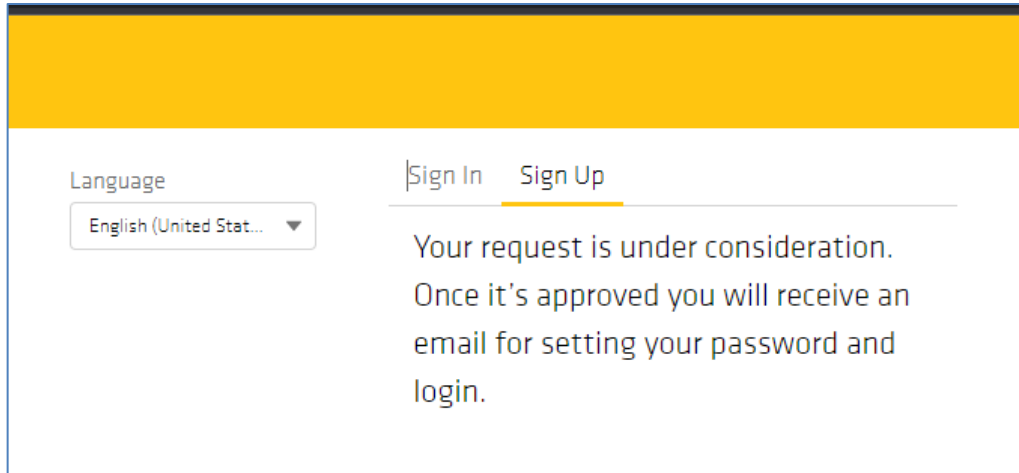 Language
English (United Stat...
Sign In Sign Up
Your request is under consideration.
Once it's approved you will receive an
email for setting your password and
login.